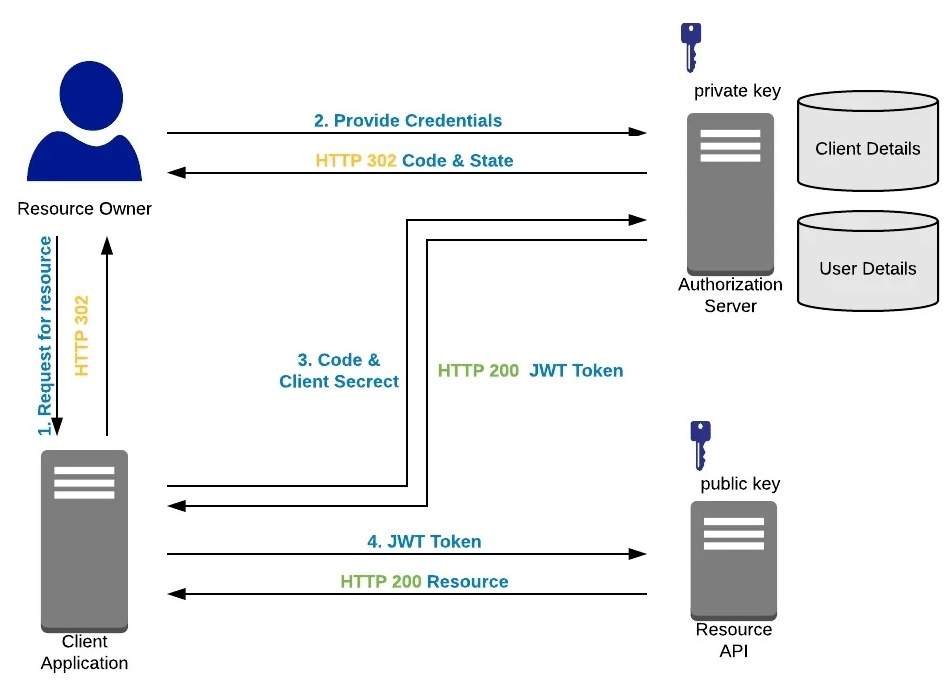 private key
2. Provide Credentials
Client Details
HTTP 302 Code & State
Resource Owner
1. Request for resource
HTTP 302
User Details
Authorization
Server
3. Code &
Client Secrect
HTTP 200 JWT Token
public key
4. JWT Token
HTTP 200 Resource
Client
Application
Resource
API